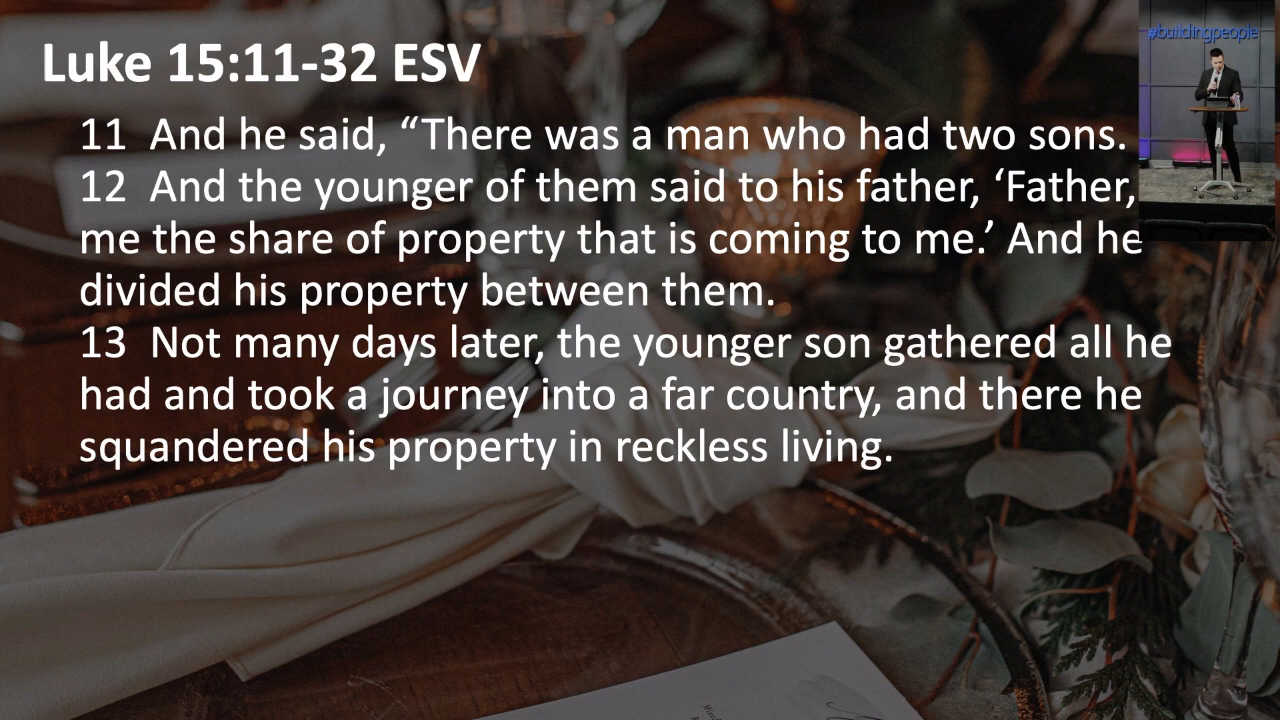 Luke 15:11-32 ESV
#buildingpeople
11 And he said, “There was a man who had two sons.
12 And the younger of them said to his father, ‘Father,
me the share of property that is coming to me.’ And he
divided his property between them.
13 Not many days later, the younger son gathered all he
had and took a journey into a far country, and there he
squandered his property in reckless living.